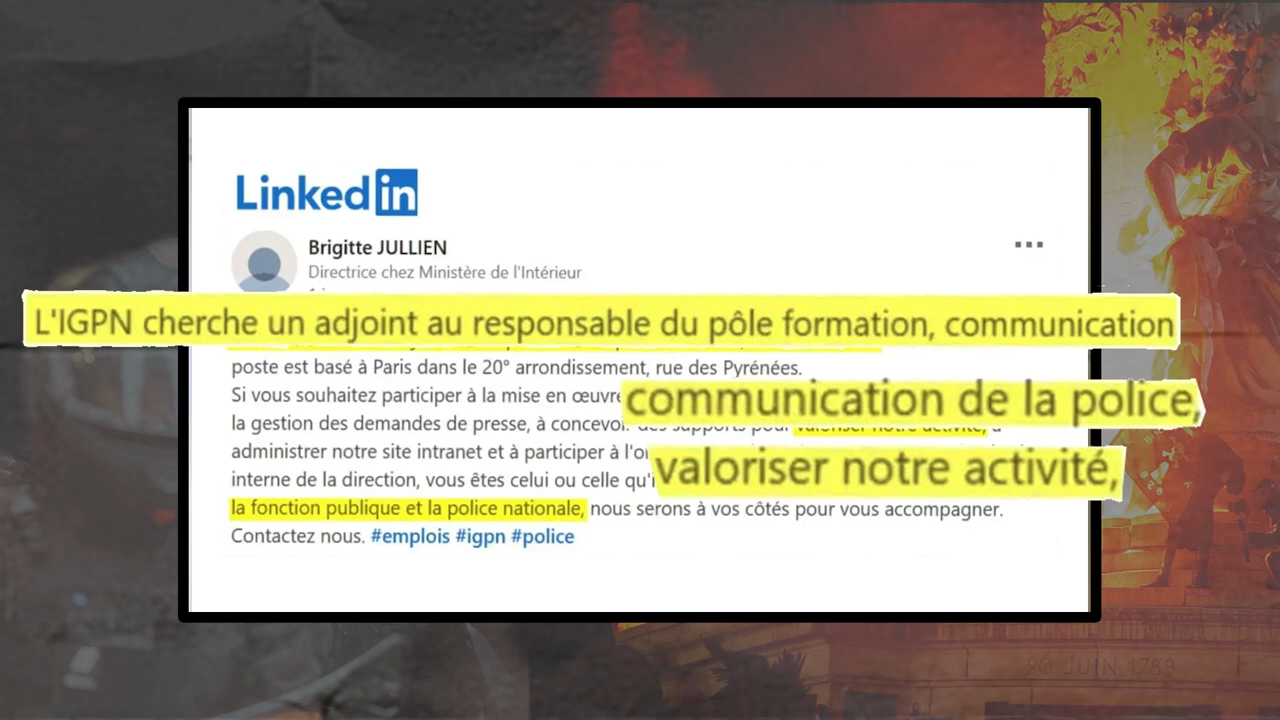 Linkedin
Brigitte JULLIEN
Directrice chez Ministère de l'Intérieur
L'IGPN cherche un adjoint au responsable du pôle formation, communication
poste est basé à Paris dans le 20° arrondissement, rue des Pyrénées.
Si vous souhaitez participer à la mise en œuvre
communication de la police,
la gestion des demandes de presse, à concevoir des supports pour valoriser notre activité, à
administrer notre site intranet et à participer à
valoriser notre activité,
interne de la direction, vous êtes celui ou celle
la fonction publique et la police nationale, nous serons à vos côtés pour vous accompagner.
Contactez nous. #emplois #igpn #police
20 JUIN 1789